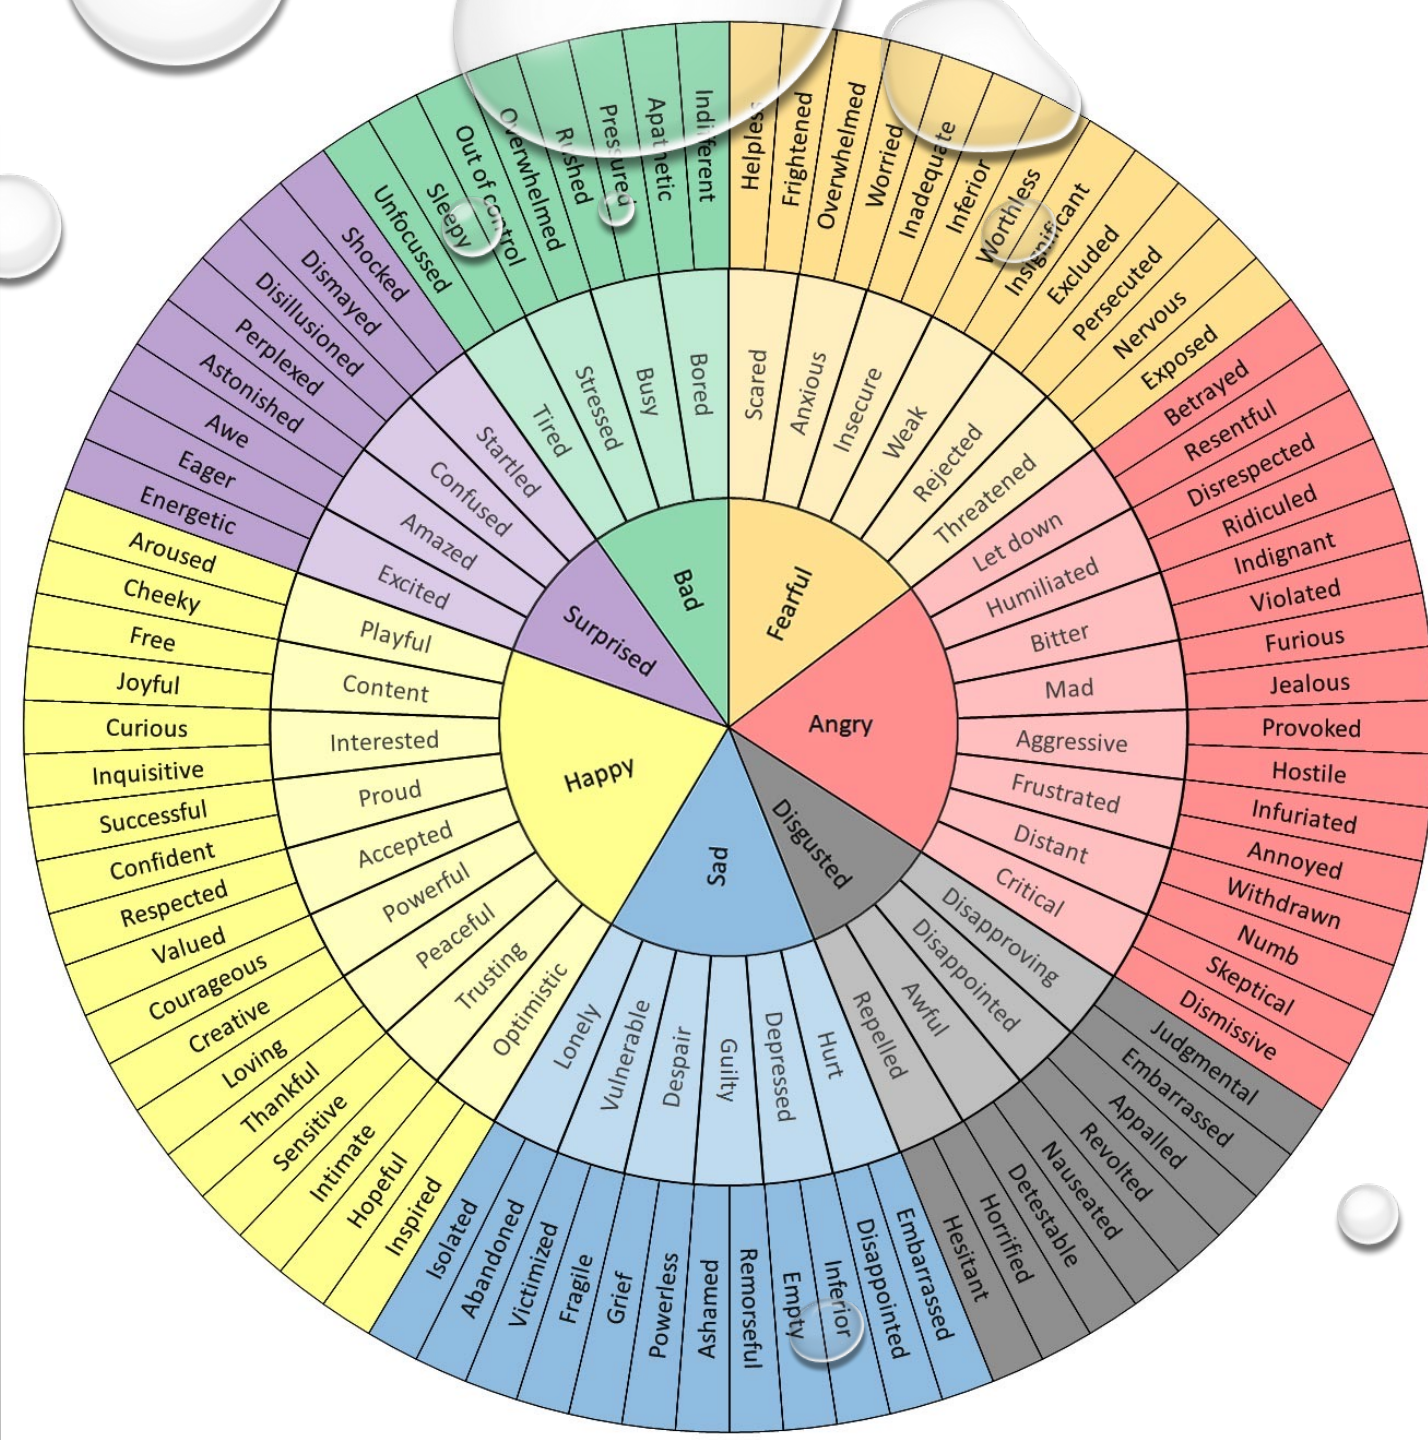 Fearful
Angry
Disgusted
Sad
Happy
Surprised
Bad
Scared
Anxious
Insecure
Weak
Rejected
Threatened
Let down
Humiliated
Bitter
Mad
Aggressive
Frustrated
Distant
Critical
Disapproving
Disappointed
Awful
Repelled
Hurt
Depressed
Guilty
Despair
Vulnerable
Lonely
Optimistic
Trusting
Peaceful
Powerful
Accepted
Proud
Interested
Content
Playful
Excited
Amazed
Confused
Startled
Tired
Stressed
Busy
Bored
Helpless
Frightened
Overwhelmed
Worried
Inadequate
Inferior
Worthless
Insignificant
Excluded
Persecuted
Nervous
Exposed
Betrayed
Resentful
Disrespected
Ridiculed
Indignant
Violated
Furious
Jealous
Provoked
Hostile
Infuriated
Annoyed
Withdrawn
Numb
Skeptical
Dismissive
Judgmental
Embarrassed
Appalled
Revolted
Nauseated
Detestable
Horrified
Hesitant
Embarrassed
Disappointed
Inferior
Empty
Remorseful
Ashamed
Powerless
Grief
Fragile
Victimized
Abandoned
Isolated
Inspired
Hopeful
Intimate
Sensitive
Thankful
Loving
Creative
Courageous
Valued
Respected
Confident
Successful
Inquisitive
Curious
Joyful
Free
Cheeky
Aroused
Energetic
Eager
Awe
Astonished
Perplexed
Disillusioned
Dismayed
Shocked
Unfocussed
Sleepy
Out of control
Overwhelmed
Rushed
Pressured
Apathetic
Indifferent